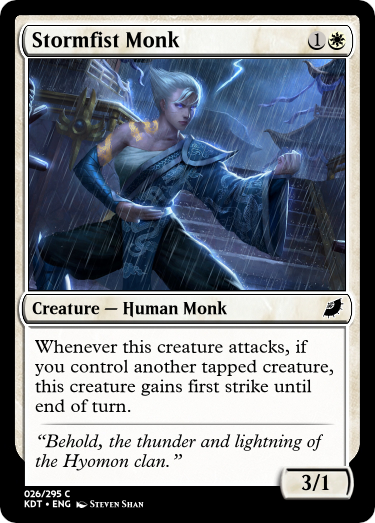 Stormfist Monk 1
Creature — Human Monk
Whenever this creature attacks, if
you control another tapped creature,
this creature gains first strike until
end of turn.
“Behold, the thunder and lightning of
the Hyomon clan.”
3/1
026/295 C
KDT • ENG Steven Shan